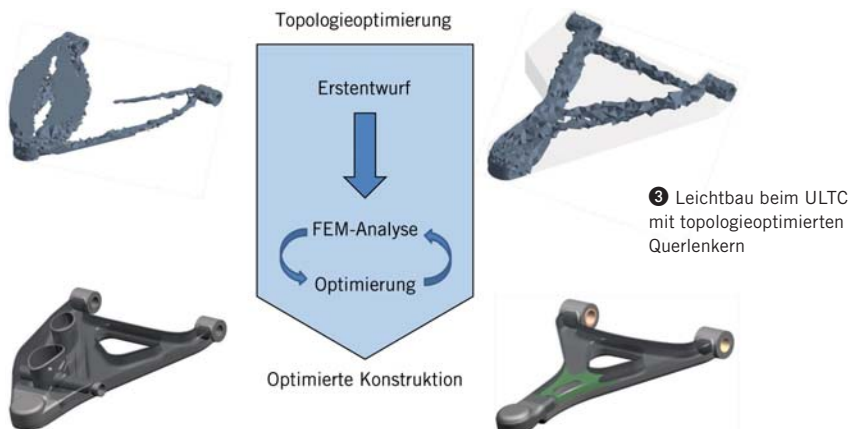 Topologieoptimierung
Erstentwurf
FEM-Analyse
Optimierung
Optimierte Konstruktion
❸ Leichtbau beim ULTC
mit topologieoptimierten
Querlenkern